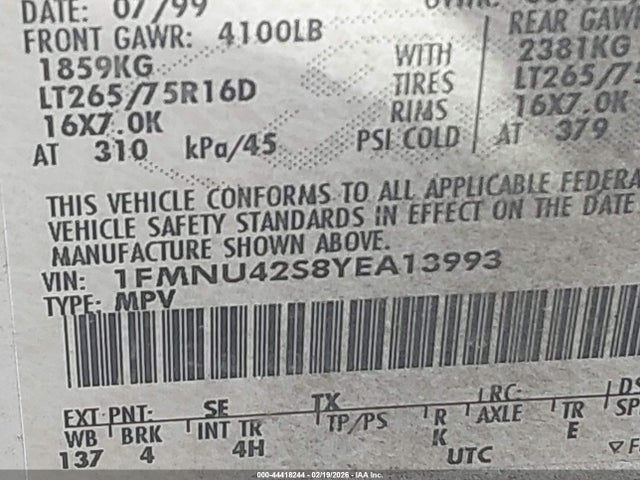 DATE: 07/99
FRONT GAWR: 4100LB
REAR GAW
1859KG
WITH
2381KG
LT265/75R16D
TIRES
LT265/75
16X7.0K
RIMS
16X7.0K
AT 310 kPa/45
PSI COLD
AT 379
THIS VEHICLE CONFORMS TO ALL APPLICABLE FEDERA
VEHICLE SAFETY STANDARDS IN EFFECT ON THE DATE
MANUFACTURE SHOWN ABOVE.
VIN: 1FMNU42S8YEA13993
TYPE: MPV
EXT PNT: SE TX RC: DS
WB BRK INT TR TP/PS R AXLE TR SP
K E
137 4 4H UTC
000-44418244 - 02/19/2026 - IAA Inc.